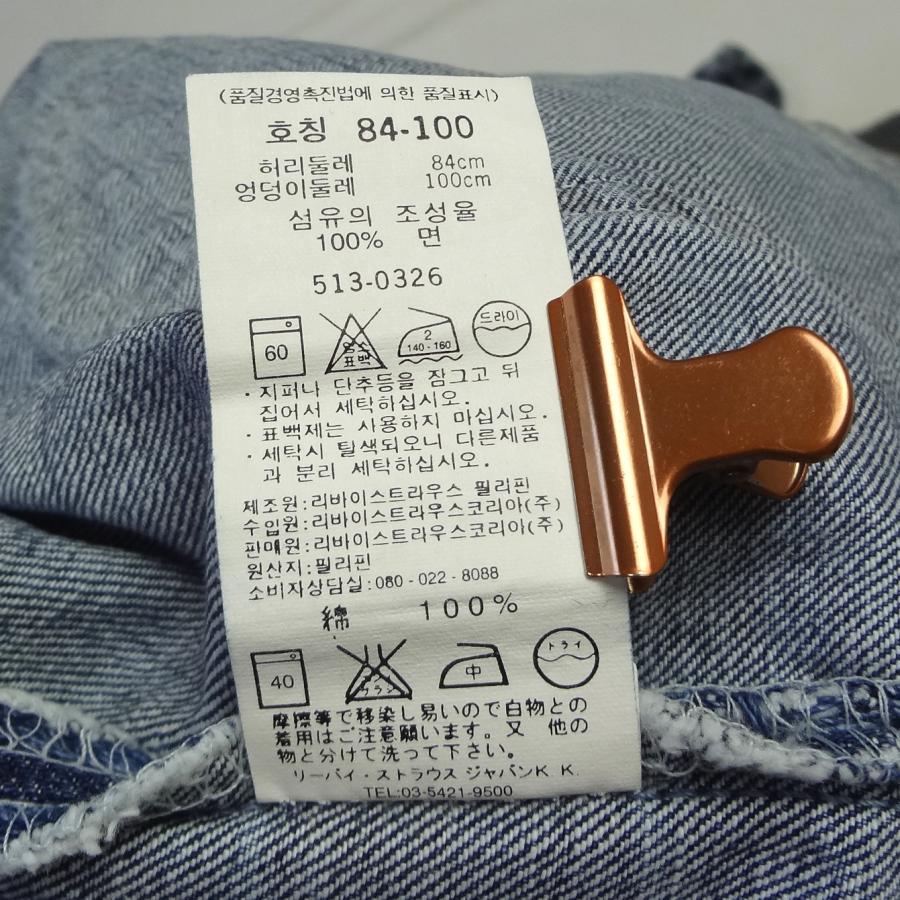 (품질경영촉진법에 의한 품질표시)
호칭 84-100
허리둘레 84cm
엉덩이둘레 100cm
섬유의 조성율
100% 면
513-0326
60 염소 표백 2 140-160 드라이
·지퍼나 단추등을 잠그고 뒤
집어서 세탁하십시오.
·표백제는 사용하지 마십시오.
·세탁시 탈색되오니 다른제품
과 분리 세탁하십시오.
제조원:리바이스트라우스 필리핀
수입원:리바이스트라우스코리아(주)
판매원:리바이스트라우스코리아(주)
원산지:필리핀
소비자상담실:080-022-8088
綿 100%
40 中 ドライ
摩擦等で移染し易いので白物との
着用はご注意願います。又 他の
物と分けて洗って下さい。
リーバイ・ストラウス ジャパンK K.
TEL:03-5421-9500